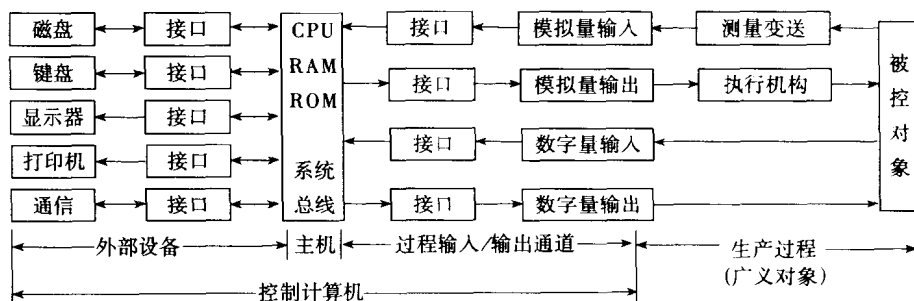 磁盘 接口 CPU 接口 模拟量输入 测量变送
键盘 接口 RAM 接口 模拟量输出 执行机构
显示器 接口 ROM 接口 数字量输入
打印机 接口 系统
通信 接口 总线 接口 数字量输出
被控对象
外部设备 主机 过程输入/输出通道 生产过程
(广义对象)
控制计算机